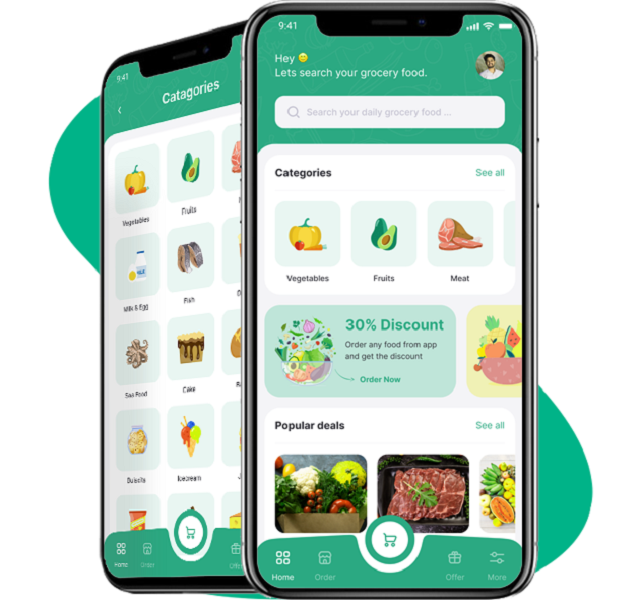 9:41
Catagories
Vegetables
Fruits
Milk & Egg
Fish
Sea Food
Cake
Icecream
Home
Order
9:41
Hey
Lets search your grocery food.
Search your daily grocery food ...
Categories
See all
Vegetables
Fruits
Meat
30% Discount
Order any food from app
and get the discount
Order Now
Popular deals
See all
Home
Order
Offer
More